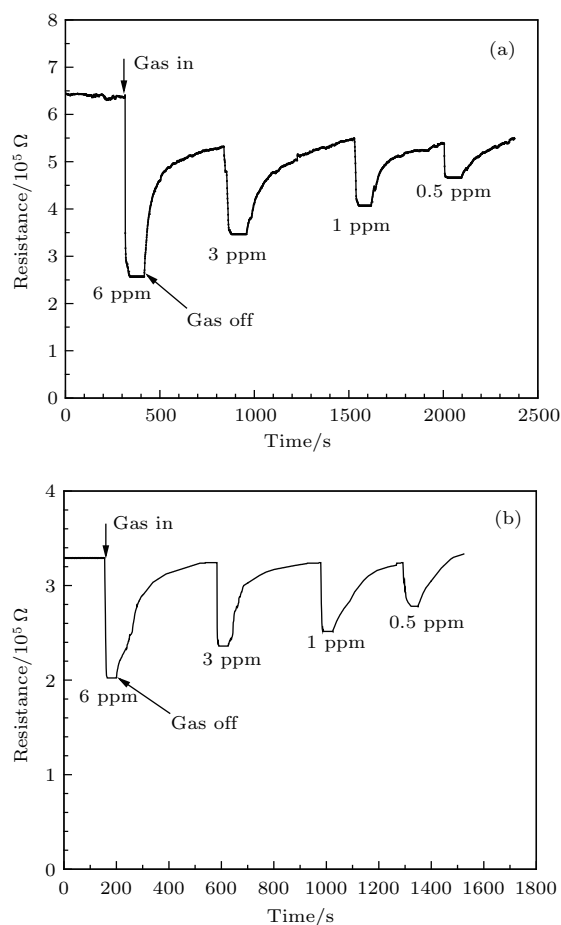 (a)
Gas in
Resistance/10⁵ Ω
8
7
6
5
4
3
2
1
0
6 ppm
3 ppm
1 ppm
0.5 ppm
Gas off
0 500 1000 1500 2000 2500
Time/s
(b)
Gas in
Resistance/10⁵ Ω
4
3
2
1
0
6 ppm
3 ppm
1 ppm
0.5 ppm
Gas off
0 200 400 600 800 1000 1200 1400 1600 1800
Time/s